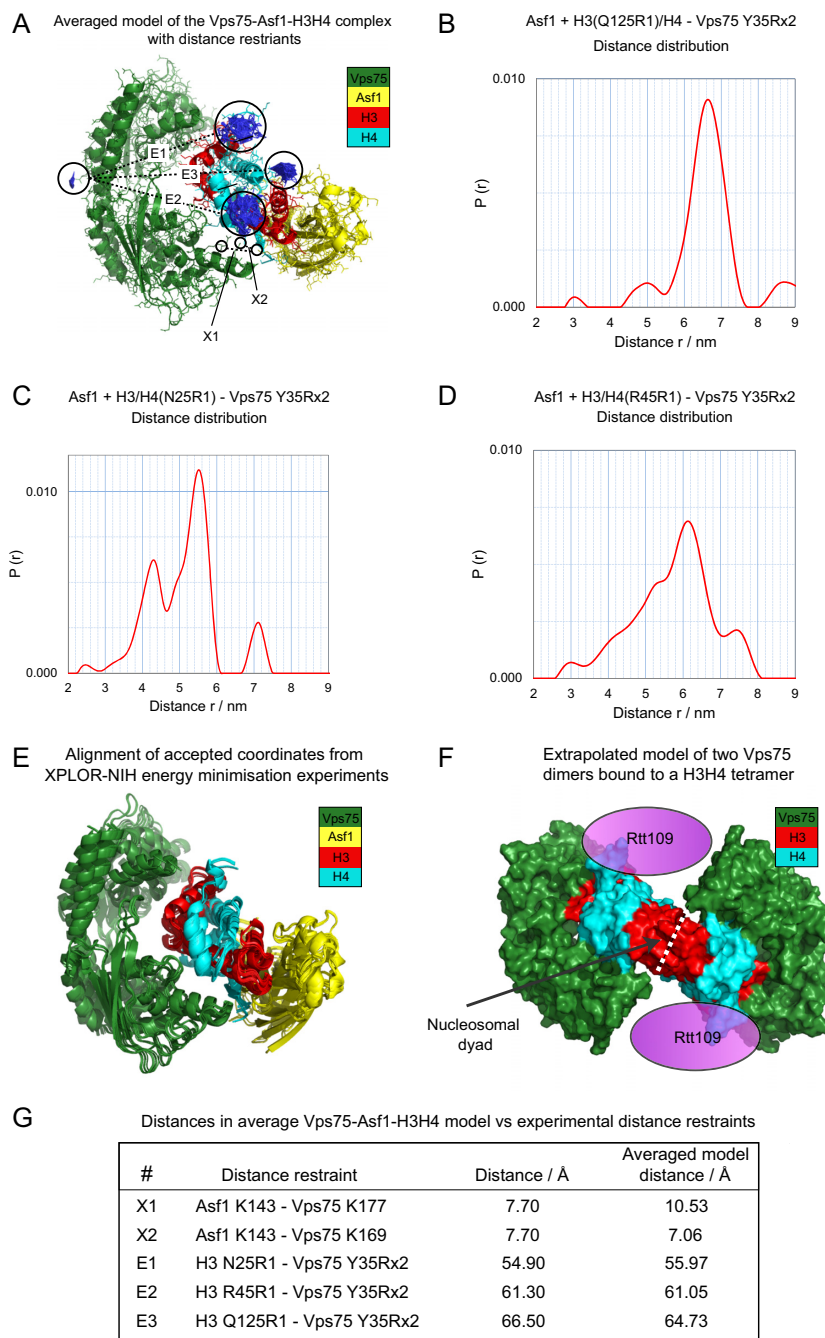 A
Averaged model of the Vps75-Asf1-H3H4 complex
with distance restriants
Vps75
Asf1
H3
H4
E1
E3
E2
X2
X1
B
Asf1 + H3(Q125R1)/H4 - Vps75 Y35Rx2
Distance distribution
0.010
P (r)
0.000
2 3 4 5 6 7 8 9
Distance r / nm
C
Asf1 + H3/H4(N25R1) - Vps75 Y35Rx2
Distance distribution
0.010
P (r)
0.000
2 3 4 5 6 7 8 9
Distance r / nm
D
Asf1 + H3/H4(R45R1) - Vps75 Y35Rx2
Distance distribution
0.010
P (r)
0.000
2 3 4 5 6 7 8 9
Distance r / nm
E
Alignment of accepted coordinates from
XPLOR-NIH energy minimisation experiments
Vps75
Asf1
H3
H4
F
Extrapolated model of two Vps75
dimers bound to a H3H4 tetramer
Rtt109
Vps75
H3
H4
Nucleosomal
dyad
Rtt109
G
Distances in average Vps75-Asf1-H3H4 model vs experimental distance restraints
# Distance restraint Distance / Å Averaged model
distance / Å
X1 Asf1 K143 - Vps75 K177 7.70 10.53
X2 Asf1 K143 - Vps75 K169 7.70 7.06
E1 H3 N25R1 - Vps75 Y35Rx2 54.90 55.97
E2 H3 R45R1 - Vps75 Y35Rx2 61.30 61.05
E3 H3 Q125R1 - Vps75 Y35Rx2 66.50 64.73